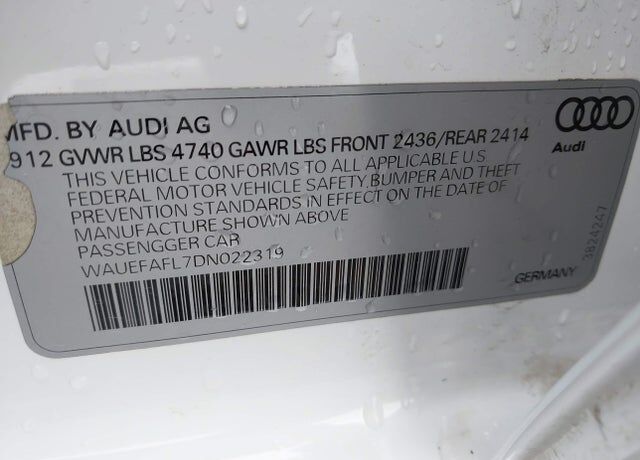 MFD. BY AUDI AG
912 GVWR LBS 4740 GAWR LBS FRONT 2436/REAR 2414
THIS VEHICLE CONFORMS TO ALL APPLICABLE U.S
FEDERAL MOTOR VEHICLE SAFETY, BUMPER AND THEFT
PREVENTION STANDARDS IN EFFECT ON THE DATE OF
MANUFACTURE SHOWN ABOVE
PASSENGGER CAR
WAUEFAFL7DN022319
Audi
3824247
GERMANY